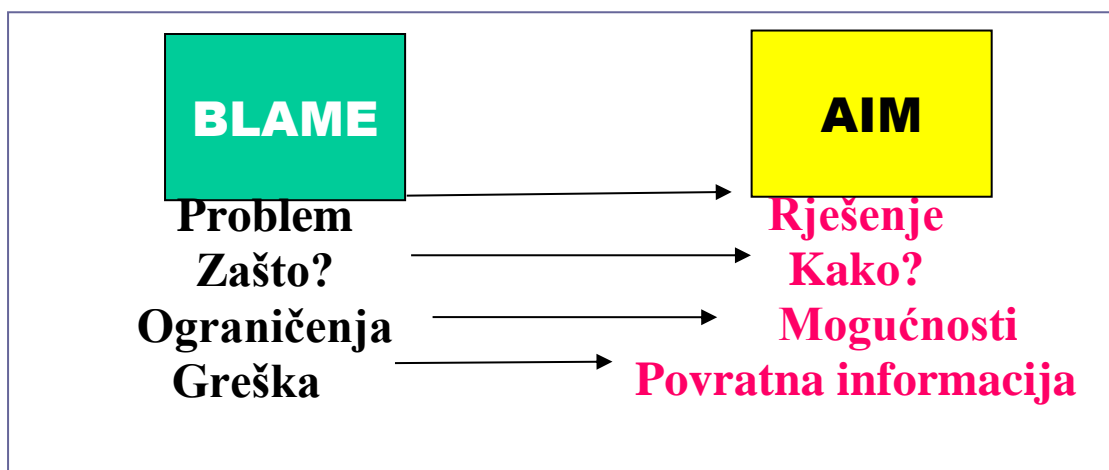 BLAME AIM
Problem Rješenje
Zašto? Kako?
Ograničenja Mogućnosti
Greška Povratna informacija